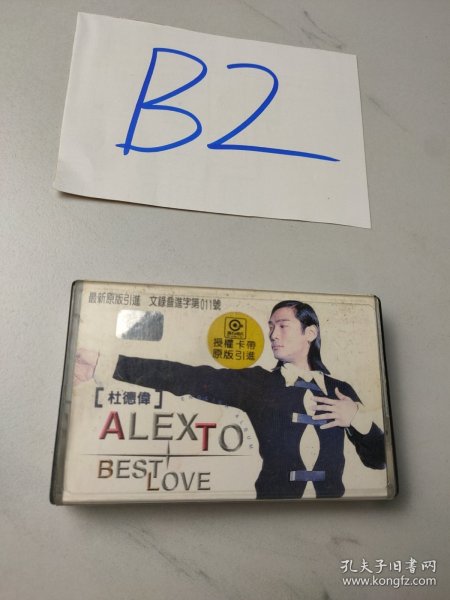 B2
最新原版引進 文錄音進字第011號
授權卡帶
原版引進
[杜德偉]
ALBUM
ALEXTO
BEST LOVE
孔夫子旧书网
www.kongfz.com